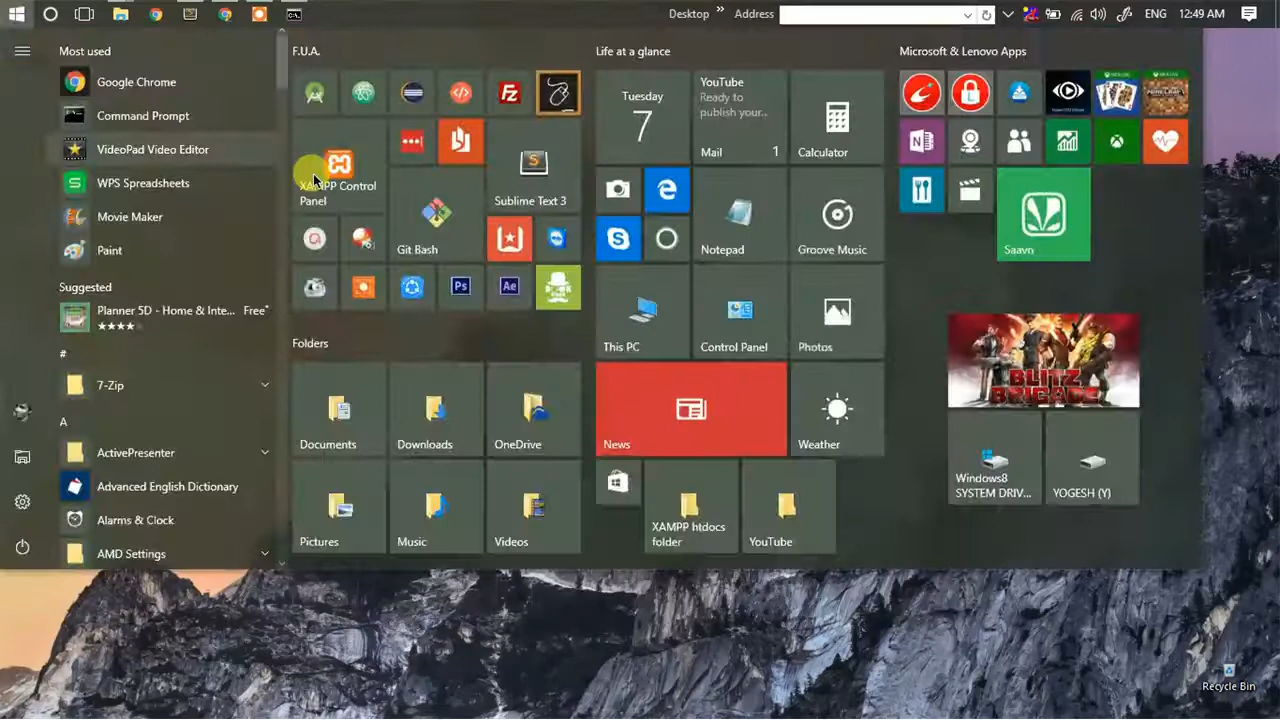 Desktop » Address ENG 12:49 AM
Most used
Google Chrome
Command Prompt
VideoPad Video Editor
WPS Spreadsheets
Movie Maker
Paint
Suggested
Planner 5D - Home & Inte... Free*
#
7-Zip
A
ActivePresenter
Advanced English Dictionary
Alarms & Clock
AMD Settings
F.U.A.
Fz
XAMPP Control
Panel
S
Sublime Text 3
Git Bash
Ps
Ae
Folders
Documents
Downloads
OneDrive
Pictures
Music
Videos
Life at a glance
Tuesday
7
YouTube
Ready to
publish your...
Mail 1
Calculator
Notepad
Groove Music
This PC
Control Panel
Photos
News
Weather
XAMPP htdocs
folder
YouTube
Microsoft & Lenovo Apps
Saavn
BLITZ
BRIGADE
Windows8
SYSTEM DRIV...
YOGESH (Y)
Recycle Bin